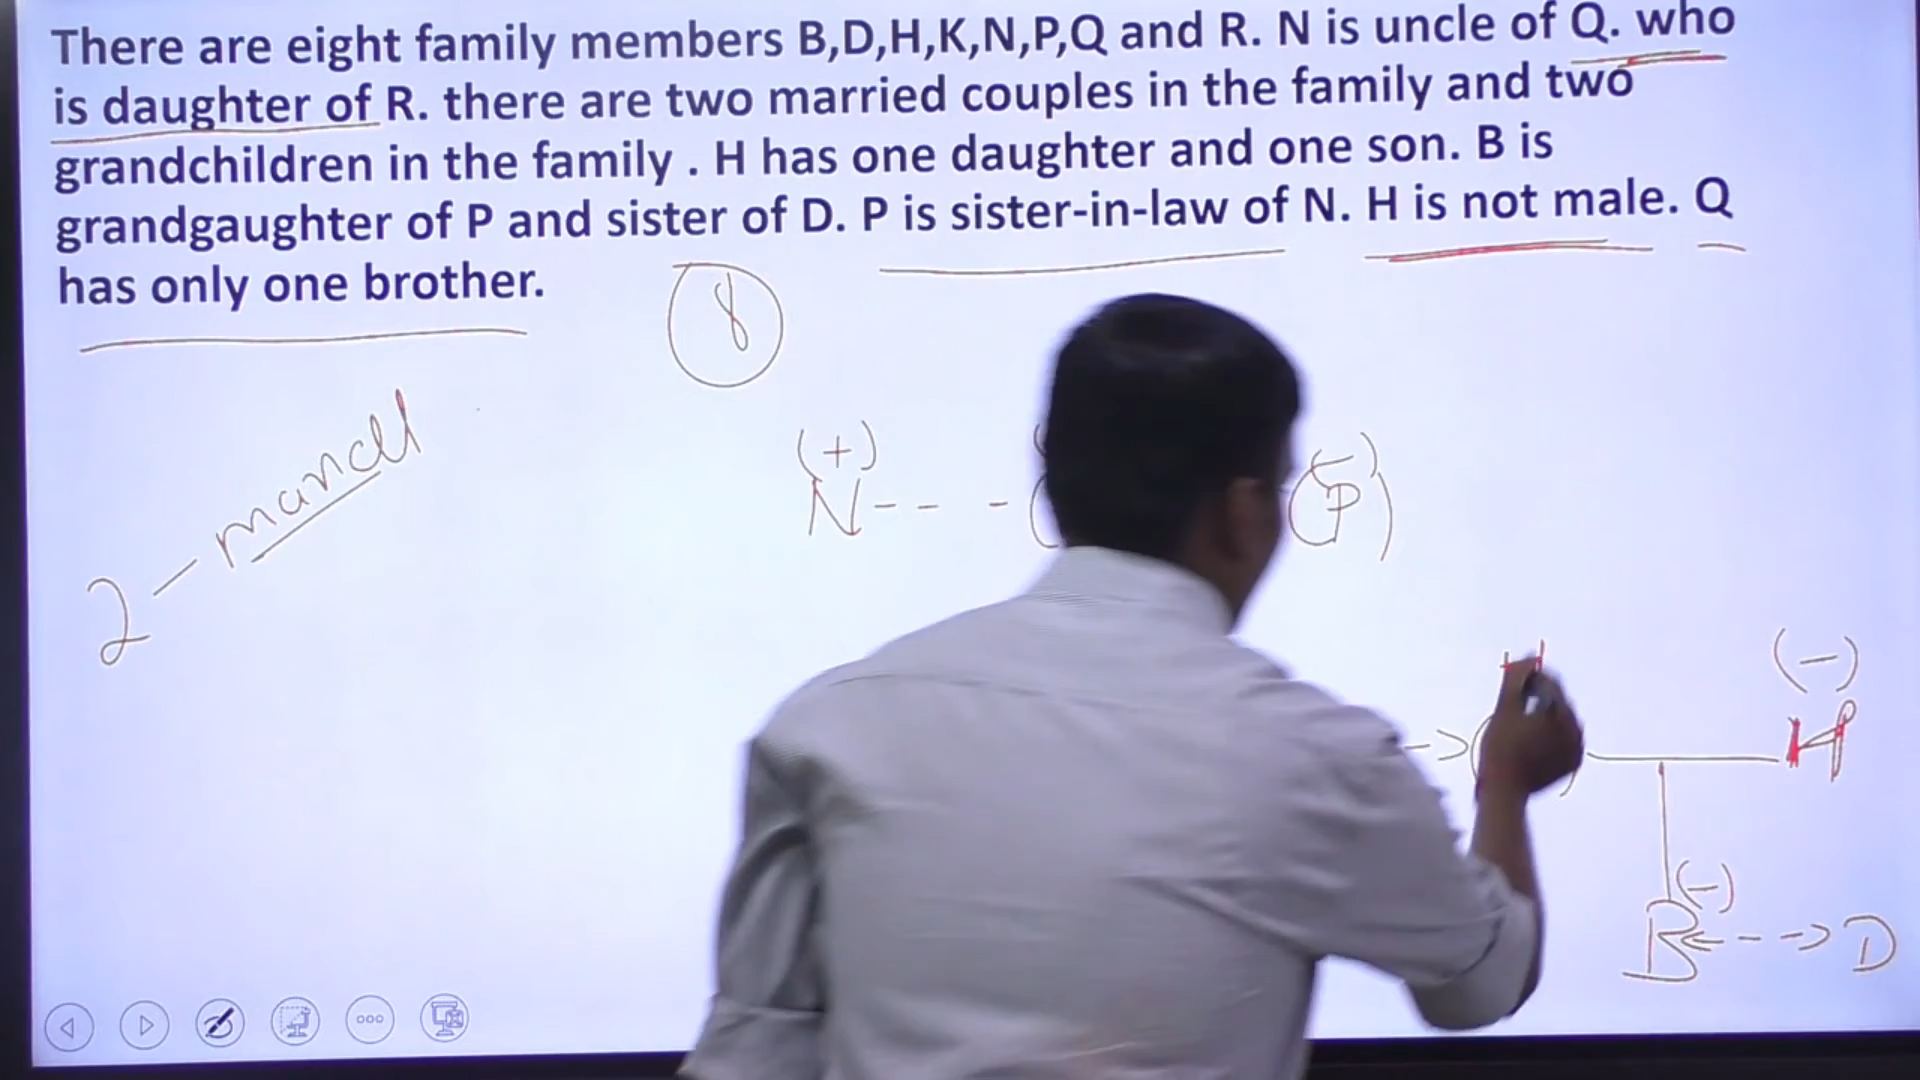 There are eight family members B,D,H,K,N,P,Q and R. N is uncle of Q. who
is daughter of R. there are two married couples in the family and two
grandchildren in the family . H has one daughter and one son. B is
grandgaughter of P and sister of D. P is sister-in-law of N. H is not male. Q
has only one brother.
8
2 - maricd
(+) (-)
N--- P
(-)
H
(-)
B<--->D